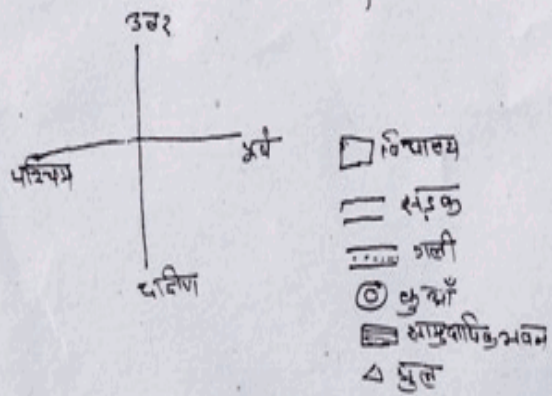 उत्तर
पश्चिम
पूर्व
दक्षिण
विद्यालय
सड़क
गली
कुआँ
सामुदायिक भवन
पुल